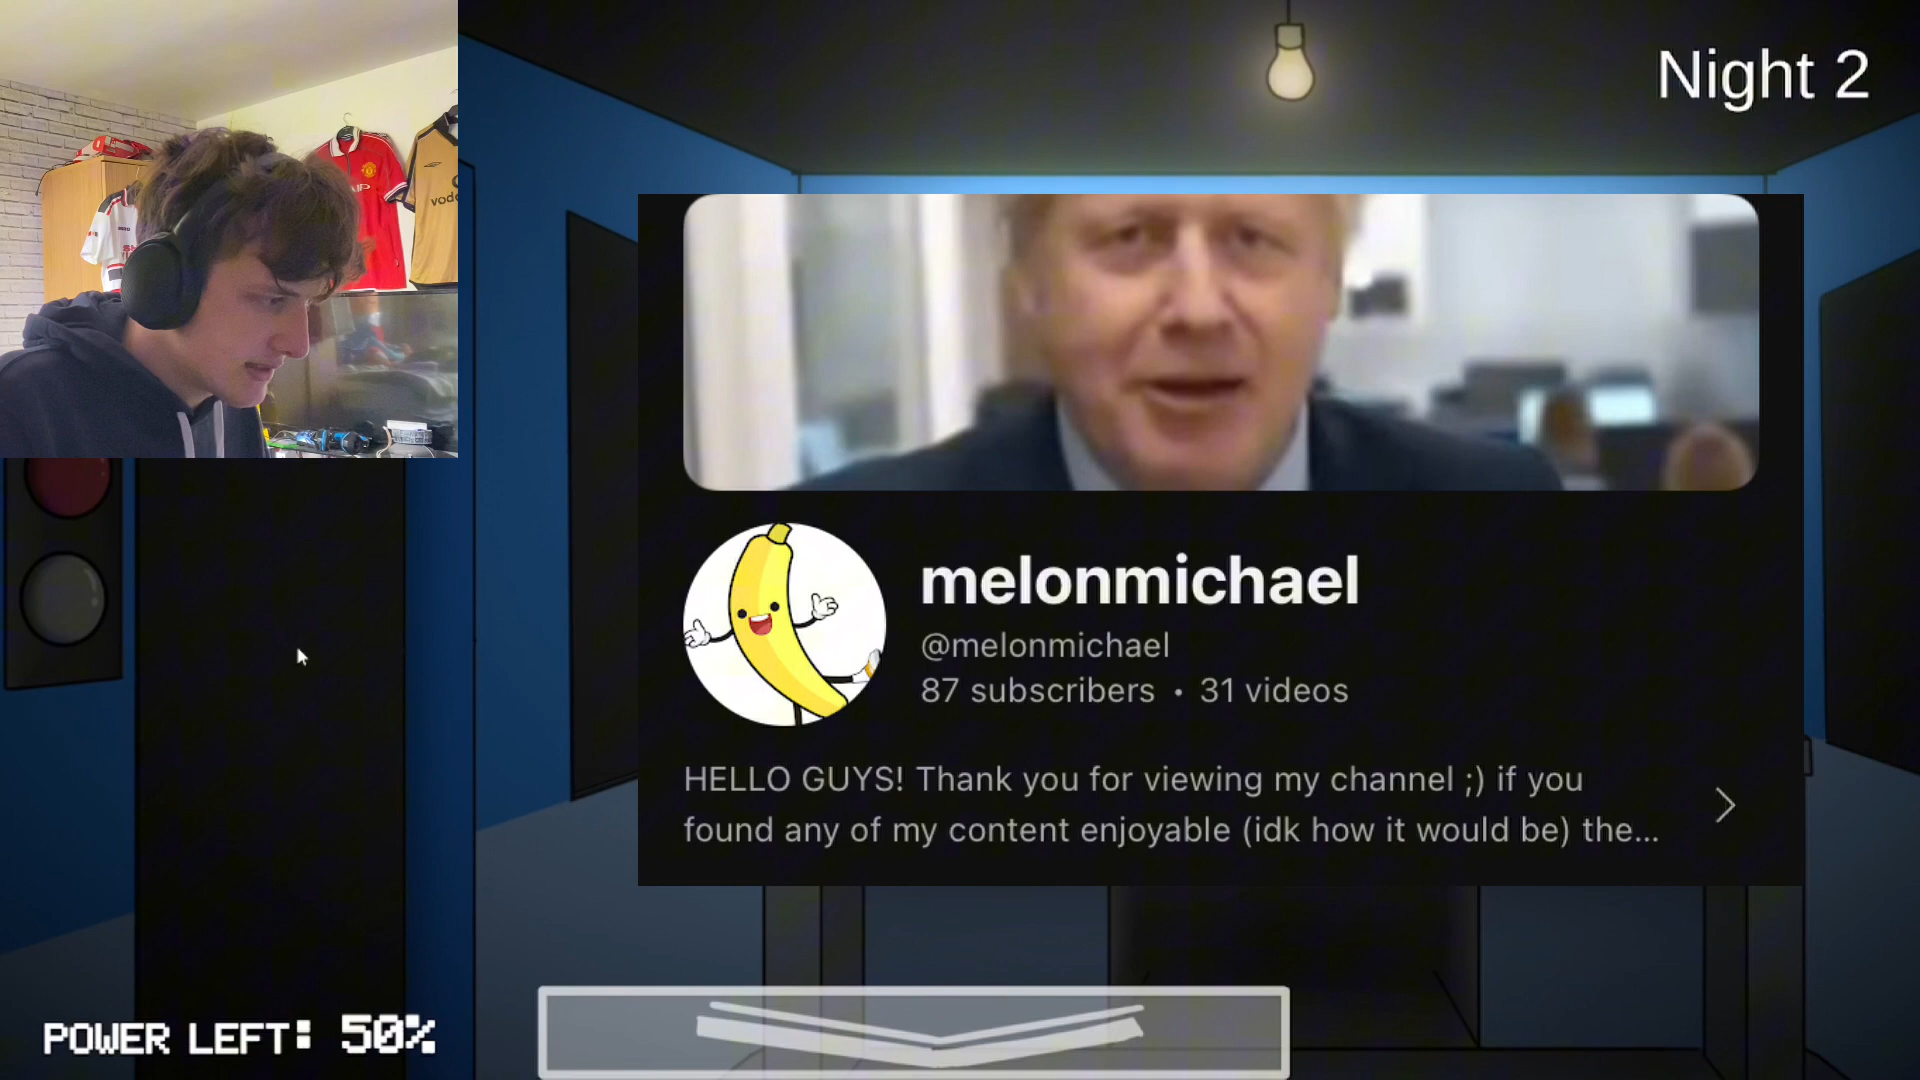 Night 2
melonmichael
@melonmichael
87 subscribers • 31 videos
HELLO GUYS! Thank you for viewing my channel ;) if you
found any of my content enjoyable (idk how it would be) the...
POWER LEFT: 50%